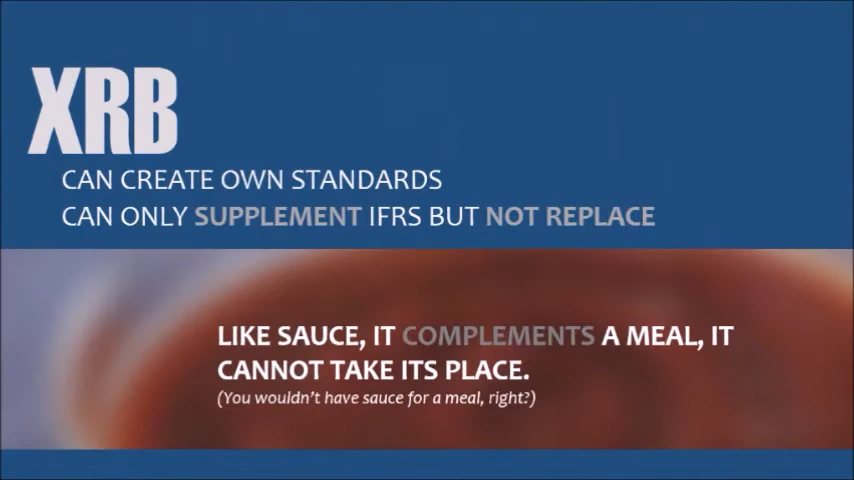 XRB
CAN CREATE OWN STANDARDS
CAN ONLY SUPPLEMENT IFRS BUT NOT REPLACE
LIKE SAUCE, IT COMPLEMENTS A MEAL, IT
CANNOT TAKE ITS PLACE.
(You wouldn't have sauce for a meal, right?)